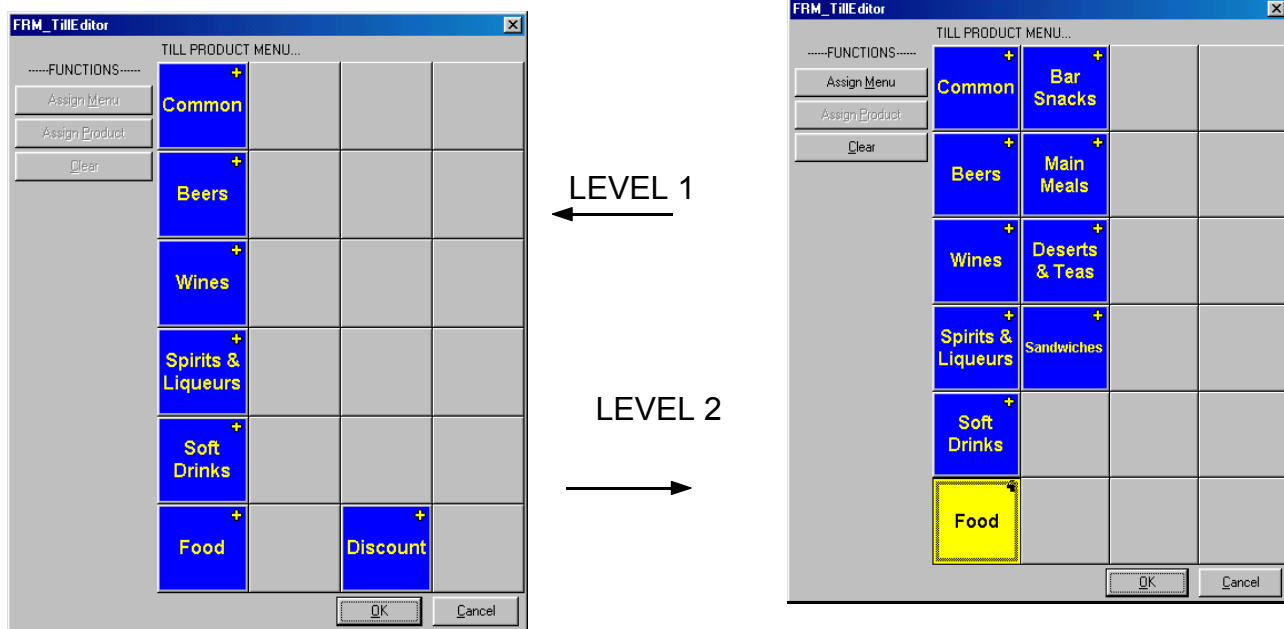 FRM_TillEditor
TILL PRODUCT MENU...
------FUNCTIONS------
Assign Menu
Assign Product
Clear
Common
Beers
Wines
Spirits &
Liqueurs
Soft
Drinks
Food
Discount
OK
Cancel
LEVEL 1
LEVEL 2
FRM_TillEditor
TILL PRODUCT MENU...
------FUNCTIONS------
Assign Menu
Assign Product
Clear
Common
Bar
Snacks
Beers
Main
Meals
Wines
Deserts
& Teas
Spirits &
Liqueurs
Sandwiches
Soft
Drinks
Food
OK
Cancel